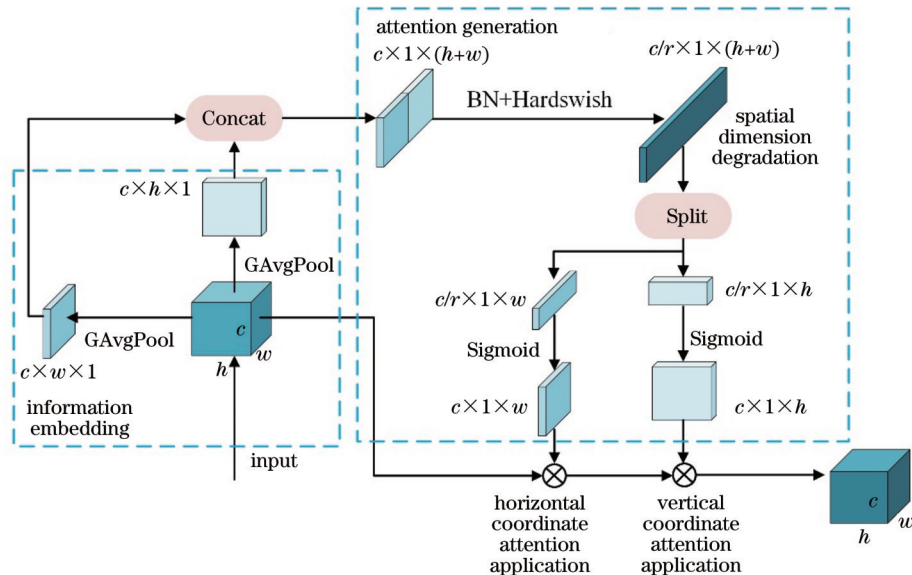 attention generation
c×1×(h+w)
c/r×1×(h+w)
BN+Hardswish
Concat
spatial
dimension
degradation
c×h×1
Split
GAvgPool
c/r×1×w
c/r×1×h
GAvgPool
c
w
h
Sigmoid
Sigmoid
c×w×1
c×1×w
c×1×h
information
embedding
input
horizontal
coordinate
attention
application
vertical
coordinate
attention
application
c
w
h